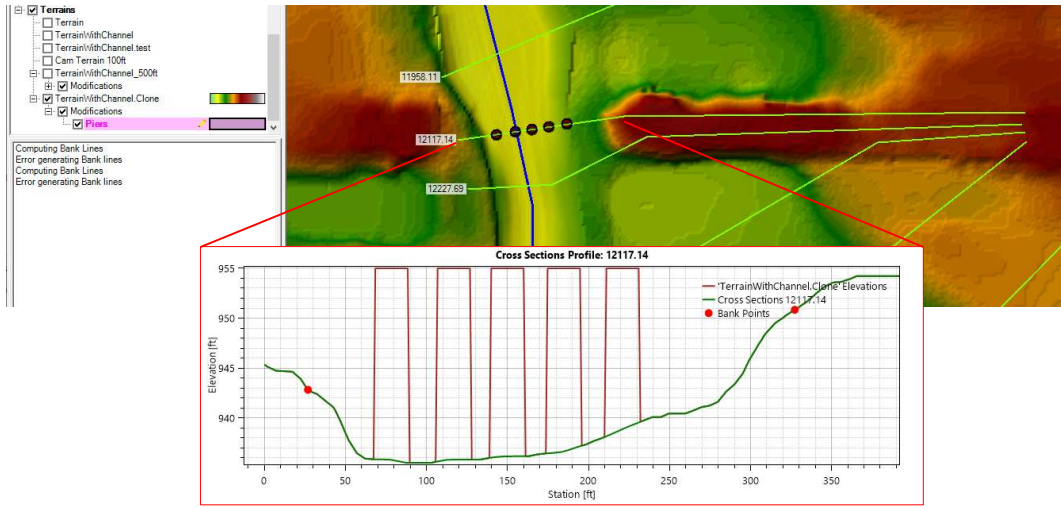 Terrains
Terrain
TerrainWithChannel
TerrainWithChannel.test
Cam Terrain 100ft
TerrainWithChannel_500ft
Modifications
TerrainWithChannel.Clone
Modifications
Piers
Computing Bank Lines
Error generating Bank lines
Computing Bank Lines
Error generating Bank lines
11958.11
12117.14
12227.69
Cross Sections Profile: 12117.14
955
950
945
940
Elevation [ft]
'TerrainWithChannel.Clone' Elevations
Cross Sections 12117.14
Bank Points
0 50 100 150 200 250 300 350
Station [ft]